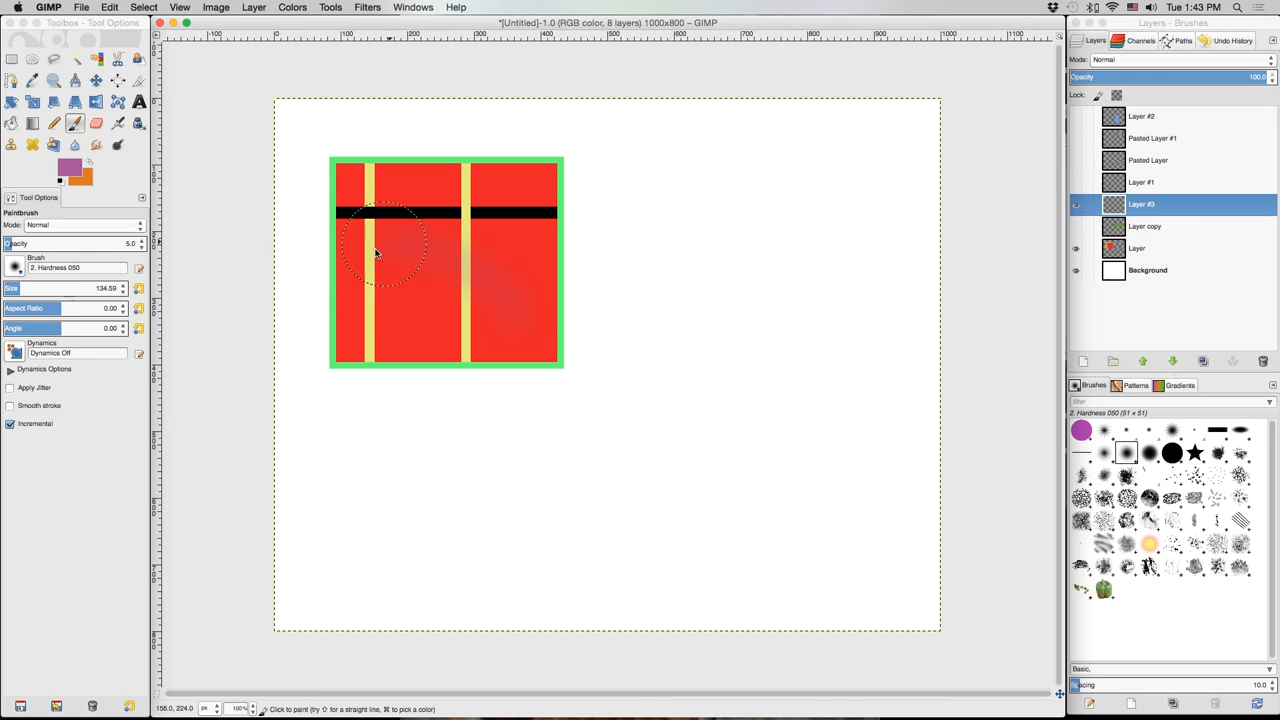 GIMP File Edit Select View Image Layer Colors Tools Filters Windows Help Tue 1:43 PM
Toolbox - Tool Options
*[Untitled]-1.0 (RGB color, 8 layers) 1000x800 – GIMP
Layers - Brushes
Layers Channels Paths Undo History
Mode: Normal
Opacity 100.0
Lock:
Layer #2
Pasted Layer #1
Pasted Layer
Layer #1
Layer #3
Layer copy
Layer
Background
Tool Options
Paintbrush
Mode: Normal
Opacity 5.0
Brush
2. Hardness 050
Size 134.59
Aspect Ratio 0.00
Angle 0.00
Dynamics
Dynamics Off
Dynamics Options
Apply Jitter
Smooth stroke
Incremental
Brushes Patterns Gradients
filter
2. Hardness 050 (51 x 51)
Basic,
Spacing 10.0
156.0, 224.0 px 100% Click to paint (try ⇧ for a straight line, ⌘ to pick a color)